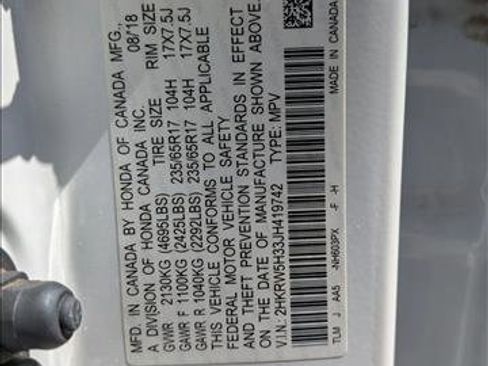 MFD. IN CANADA BY HONDA OF CANADA MFG., 08/18
A DIVISION OF HONDA CANADA INC.
TIRE SIZE RIM SIZE
GVWR 2130KG (4695LBS)
GAWR F 1100KG (2425LBS) 235/65R17 104H 17X7.5J
GAWR R 1040KG (2292LBS) 235/65R17 104H 17X7.5J
THIS VEHICLE CONFORMS TO ALL APPLICABLE
FEDERAL MOTOR VEHICLE SAFETY
AND THEFT PREVENTION STANDARDS IN EFFECT
ON THE DATE OF MANUFACTURE SHOWN ABOVE.
V.I.N.: 2HKRW5H33JH419742 TYPE: MPV
TLM J AA5 -NH603PX -F -H MADE IN CANADA